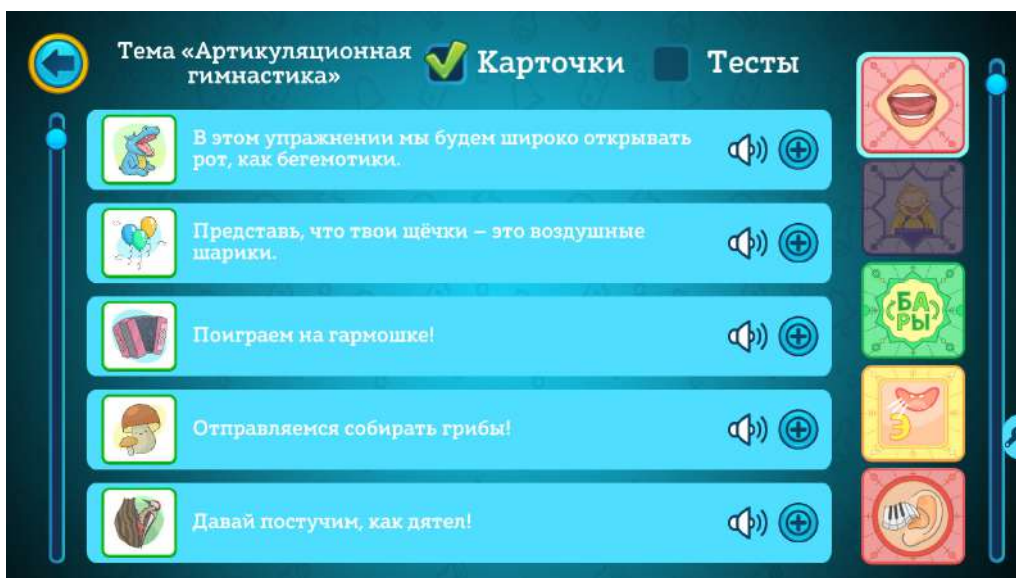 Тема «Артикуляционная
гимнастика»
Карточки
Тесты
В этом упражнении мы будем широко открывать
рот, как бегемотики.
Представь, что твои щёчки – это воздушные
шарики.
Поиграем на гармошке!
Отправляемся собирать грибы!
Давай постучим, как дятел!
БА
РЫ
Э